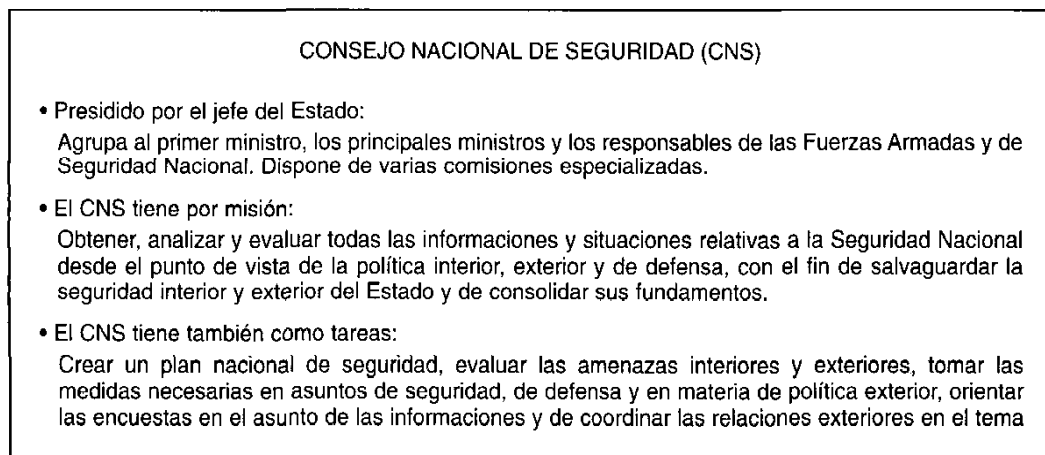 CONSEJO NACIONAL DE SEGURIDAD (CNS)
• Presidido por el jefe del Estado:
Agrupa al primer ministro, los principales ministros y los responsables de las Fuerzas Armadas y de
Seguridad Nacional. Dispone de varias comisiones especializadas.
• El CNS tiene por misión:
Obtener, analizar y evaluar todas las informaciones y situaciones relativas a la Seguridad Nacional
desde el punto de vista de la política interior, exterior y de defensa, con el fin de salvaguardar la
seguridad interior y exterior del Estado y de consolidar sus fundamentos.
• El CNS tiene también como tareas:
Crear un plan nacional de seguridad, evaluar las amenazas interiores y exteriores, tomar las
medidas necesarias en asuntos de seguridad, de defensa y en materia de política exterior, orientar
las encuestas en el asunto de las informaciones y de coordinar las relaciones exteriores en el tema